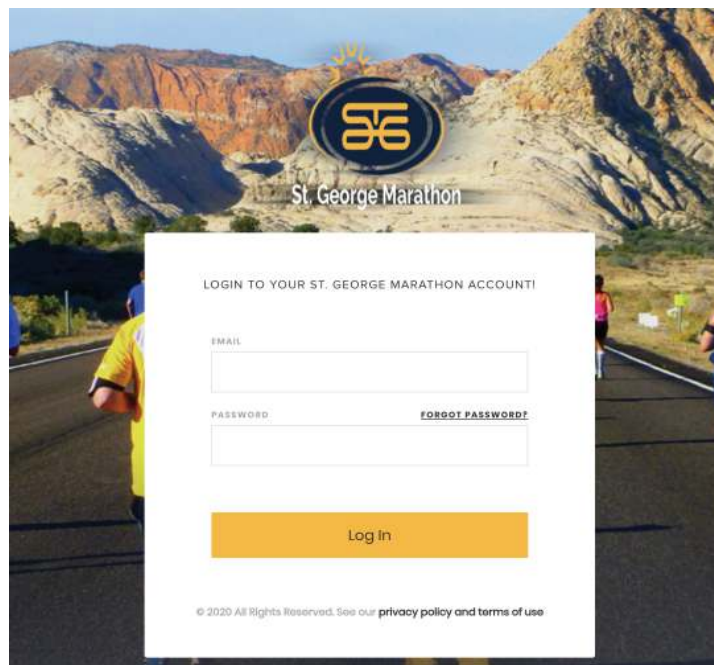 St. George Marathon
LOGIN TO YOUR ST. GEORGE MARATHON ACCOUNT!
EMAIL
PASSWORD FORGOT PASSWORD?
Log In
© 2020 All Rights Reserved. See our privacy policy and terms of use